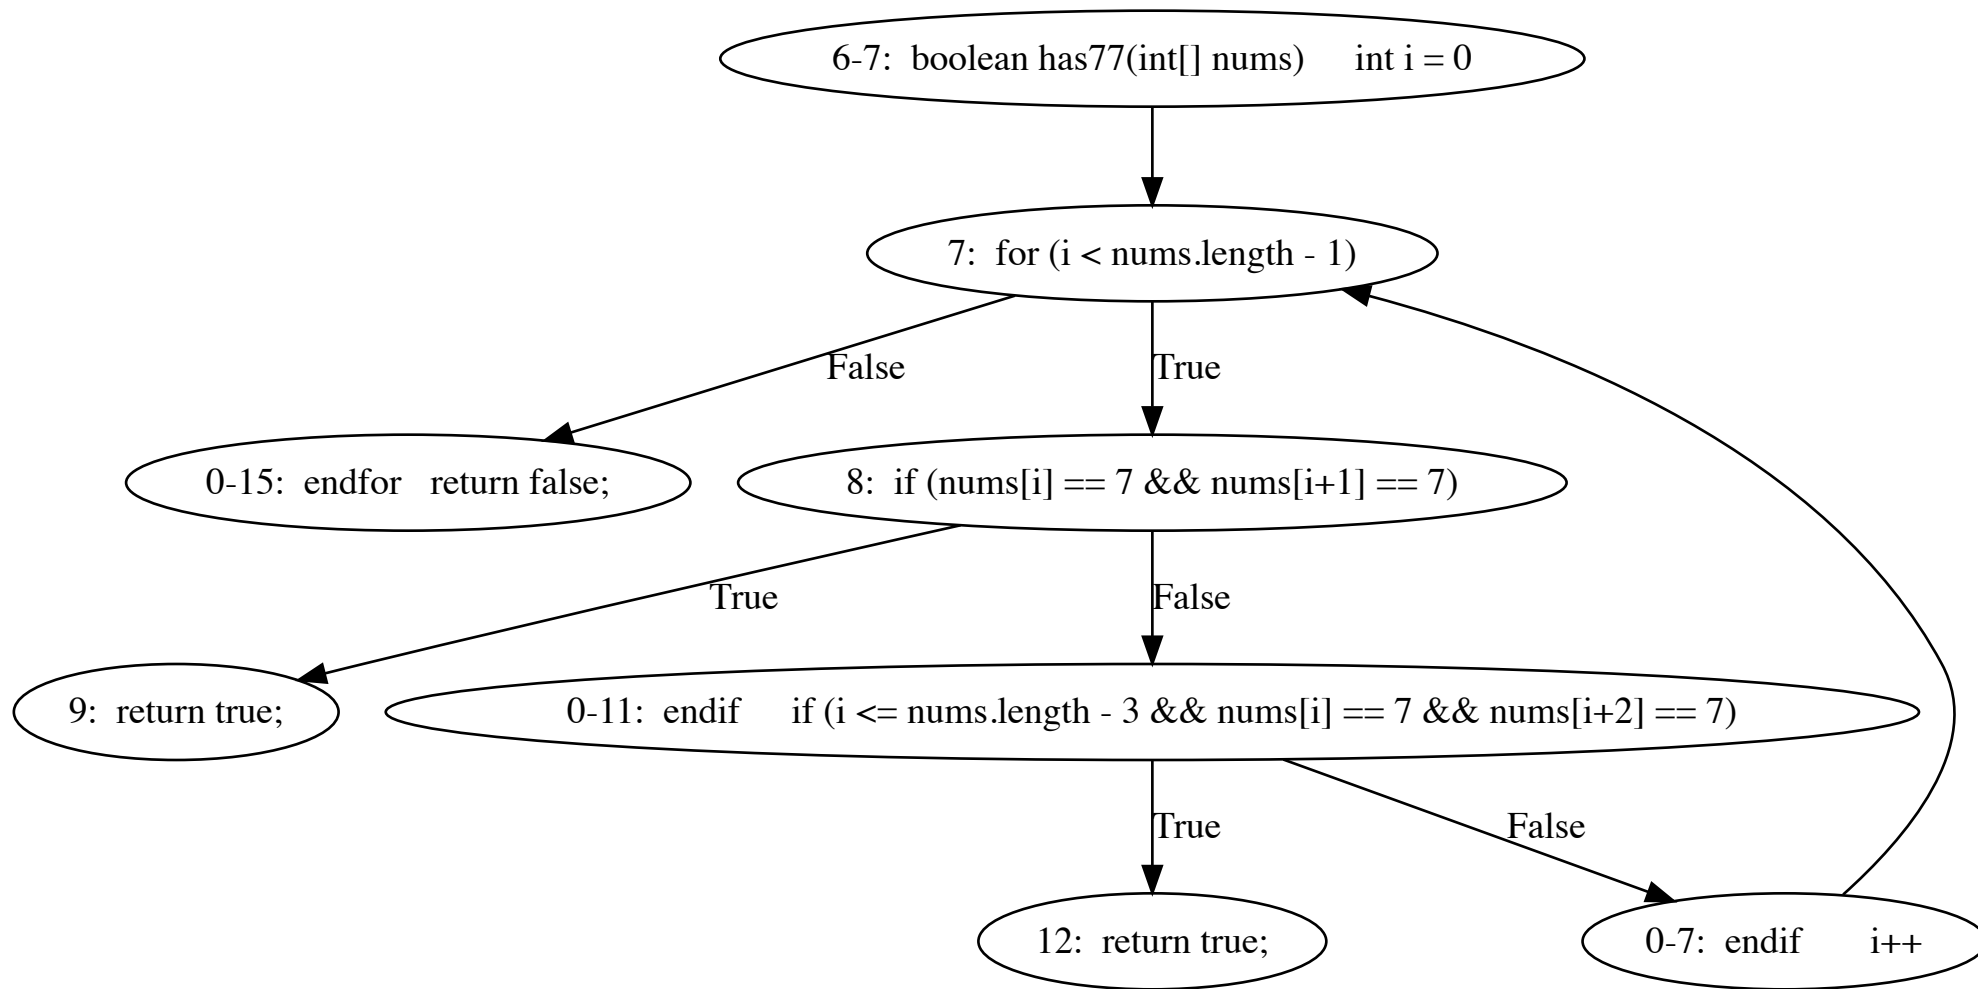 6-7: boolean has77(int[] nums) int i = 0
7: for (i < nums.length - 1)
False
True
0-15: endfor return false;
8: if (nums[i] == 7 && nums[i+1] == 7)
True
False
9: return true;
0-11: endif if (i <= nums.length - 3 && nums[i] == 7 && nums[i+2] == 7)
True
False
12: return true;
0-7: endif i++